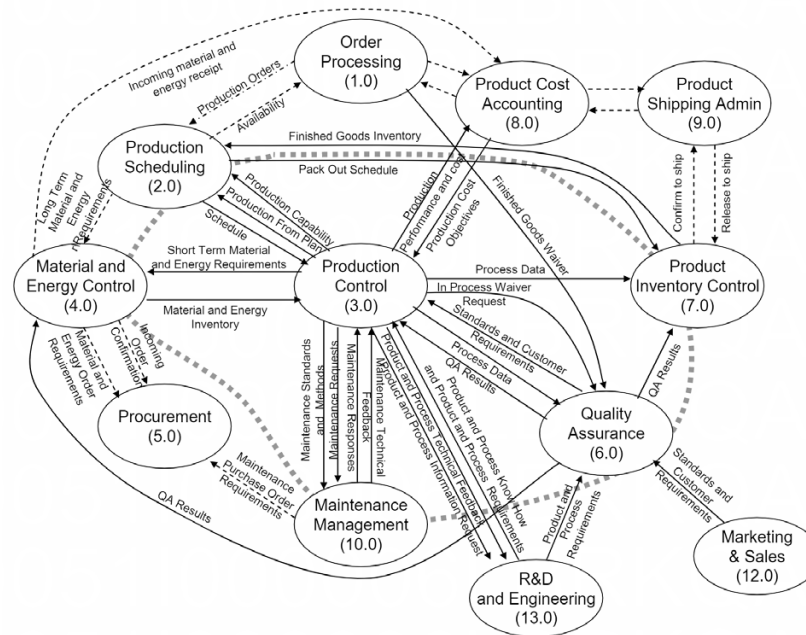 Order
Processing
(1.0)
Product Cost
Accounting
(8.0)
Product
Shipping Admin
(9.0)
Incoming material and
energy receipt
Production Orders
Availability
Finished Goods Inventory
Pack Out Schedule
Production
Scheduling
(2.0)
Long Term
Material and
Energy
Requirements
Production Capability
Production From Plan
Schedule
Production
Performance and cost
Production Cost
Objectives
Finished Goods Waiver
Confirm to ship
Release to ship
Short Term Material
and Energy Requirements
Material and
Energy Control
(4.0)
Material and Energy
Inventory
Production
Control
(3.0)
Process Data
In Process Waiver
Request
Product
Inventory Control
(7.0)
Standards and Customer
Requirements
Process Data
QA Results
QA Results
Incoming
Order
Confirmation
Material and
Energy Order
Requirements
Procurement
(5.0)
Maintenance Standards
and Methods
Maintenance Requests
Maintenance Responses
Maintenance Technical
Feedback
Product and Process Technical Feedback
Product and Process Information Request
Product and Process Know How
and Product and Process Requirements
Quality
Assurance
(6.0)
Maintenance
Purchase Order
Requirements
QA Results
Maintenance
Management
(10.0)
Product and
Process
Requirements
Standards and
Customer
Requirements
Marketing
& Sales
(12.0)
R&D
and Engineering
(13.0)